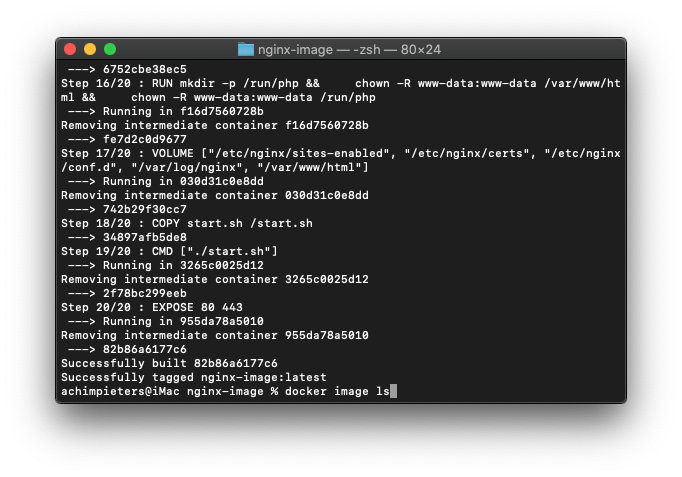 nginx-image — -zsh — 80×24
---> 6752cbe38ec5
Step 16/20 : RUN mkdir -p /run/php &&     chown -R www-data:www-data /var/www/ht
ml &&     chown -R www-data:www-data /run/php
---> Running in f16d7560728b
Removing intermediate container f16d7560728b
---> fe7d2c0d9677
Step 17/20 : VOLUME ["/etc/nginx/sites-enabled", "/etc/nginx/certs", "/etc/nginx
/conf.d", "/var/log/nginx", "/var/www/html"]
---> Running in 030d31c0e8dd
Removing intermediate container 030d31c0e8dd
---> 742b29f30cc7
Step 18/20 : COPY start.sh /start.sh
---> 34897afb5de8
Step 19/20 : CMD ["./start.sh"]
---> Running in 3265c0025d12
Removing intermediate container 3265c0025d12
---> 2f78bc299eeb
Step 20/20 : EXPOSE 80 443
---> Running in 955da78a5010
Removing intermediate container 955da78a5010
---> 82b86a6177c6
Successfully built 82b86a6177c6
Successfully tagged nginx-image:latest
achimpieters@iMac nginx-image % docker image ls